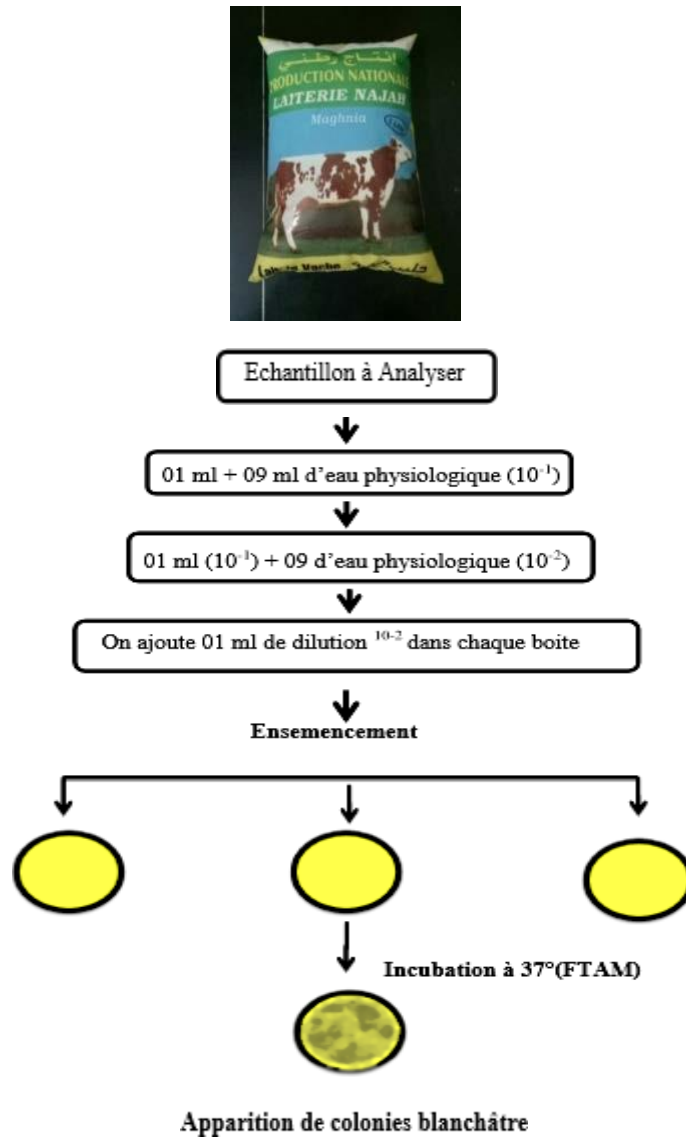 إنتاج وطني
PRODUCTION NATIONALE
LAITERIE NAJAH
Maghnia
Vache
Echantillon à Analyser
01 ml + 09 ml d’eau physiologique (10⁻¹)
01 ml (10⁻¹) + 09 d’eau physiologique (10⁻²)
On ajoute 01 ml de dilution ¹⁰⁻² dans chaque boite
Ensemencement
Incubation à 37°(FTAM)
Apparition de colonies blanchâtre